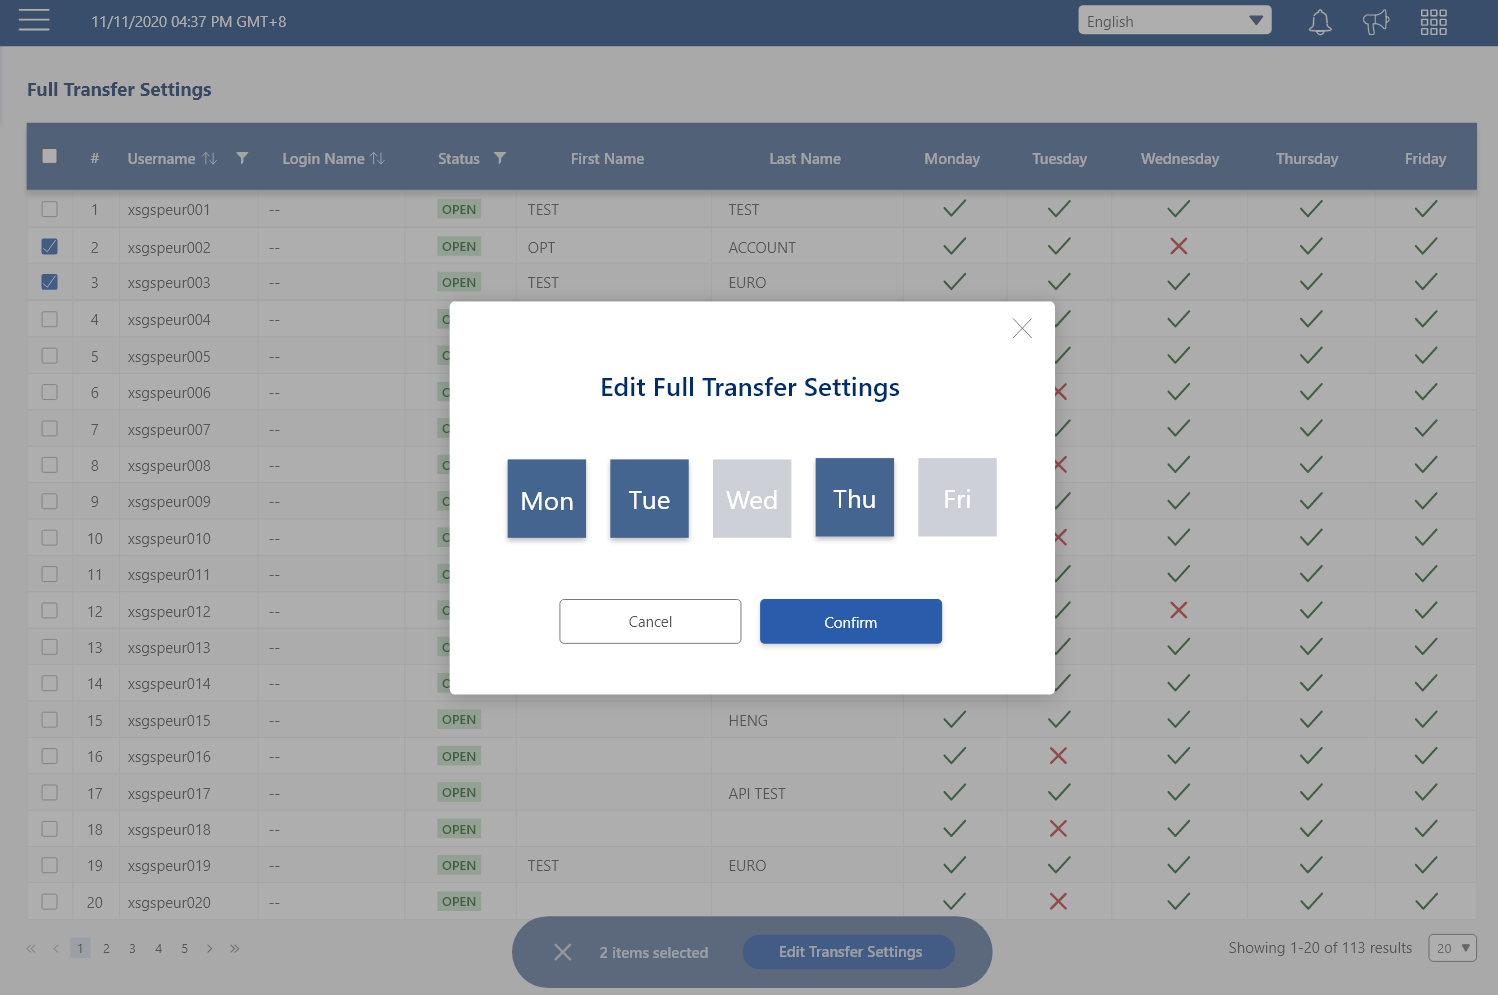 11/11/2020 04:37 PM GMT+8
English
Full Transfer Settings
# Username Login Name Status First Name Last Name Monday Tuesday Wednesday Thursday Friday
1 xsgspeur001 -- OPEN TEST TEST
2 xsgspeur002 -- OPEN OPT ACCOUNT
3 xsgspeur003 -- OPEN TEST EURO
4 xsgspeur004 --
5 xsgspeur005 --
6 xsgspeur006 --
7 xsgspeur007 --
8 xsgspeur008 --
9 xsgspeur009 --
10 xsgspeur010 --
11 xsgspeur011 --
12 xsgspeur012 --
13 xsgspeur013 --
14 xsgspeur014 --
Edit Full Transfer Settings
Mon Tue Wed Thu Fri
Cancel Confirm
15 xsgspeur015 -- OPEN HENG
16 xsgspeur016 -- OPEN
17 xsgspeur017 -- OPEN API TEST
18 xsgspeur018 -- OPEN
19 xsgspeur019 -- OPEN TEST EURO
20 xsgspeur020 -- OPEN
« ‹ 1 2 3 4 5 › »
2 items selected Edit Transfer Settings
Showing 1-20 of 113 results 20